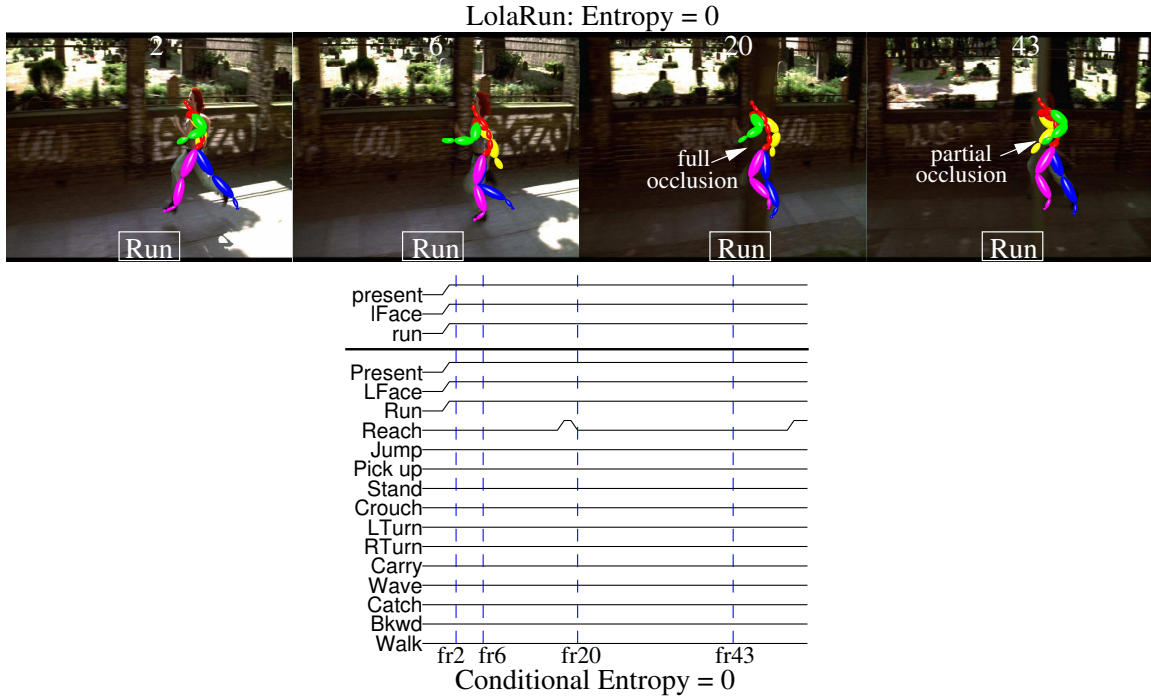 LolaRun: Entropy = 0
2 6 20 43
full
occlusion
partial
occlusion
Run Run Run Run
present
lFace
run
Present
LFace
Run
Reach
Jump
Pick up
Stand
Crouch
LTurn
RTurn
Carry
Wave
Catch
Bkwd
Walk
fr2 fr6 fr20 fr43
Conditional Entropy = 0